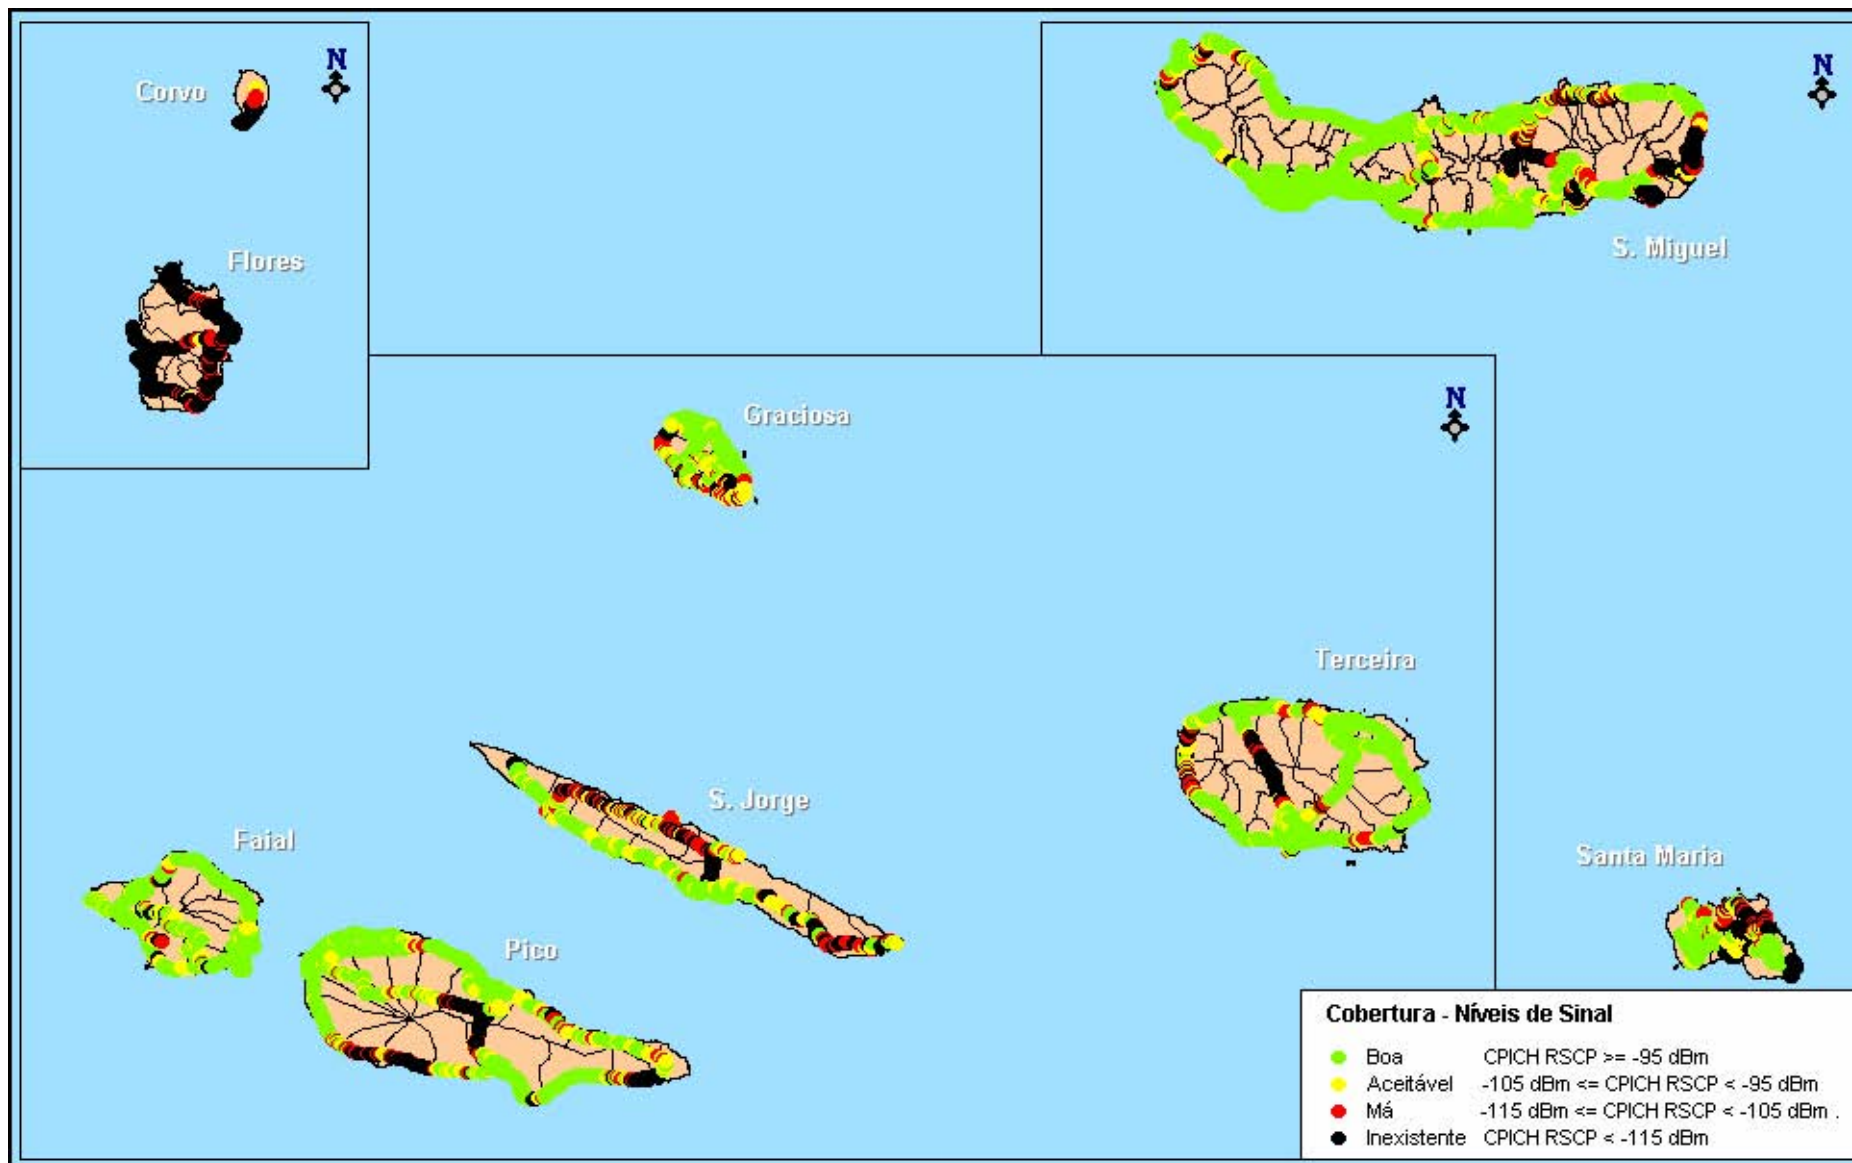 N
Corvo
Flores
N
S. Miguel
Graciosa
N
Terceira
S. Jorge
Faial
Pico
Santa Maria
Cobertura - Níveis de Sinal
Boa CPICH RSCP >= -95 dBm
Aceitável -105 dBm <= CPICH RSCP < -95 dBm
Má -115 dBm <= CPICH RSCP < -105 dBm .
Inexistente CPICH RSCP < -115 dBm